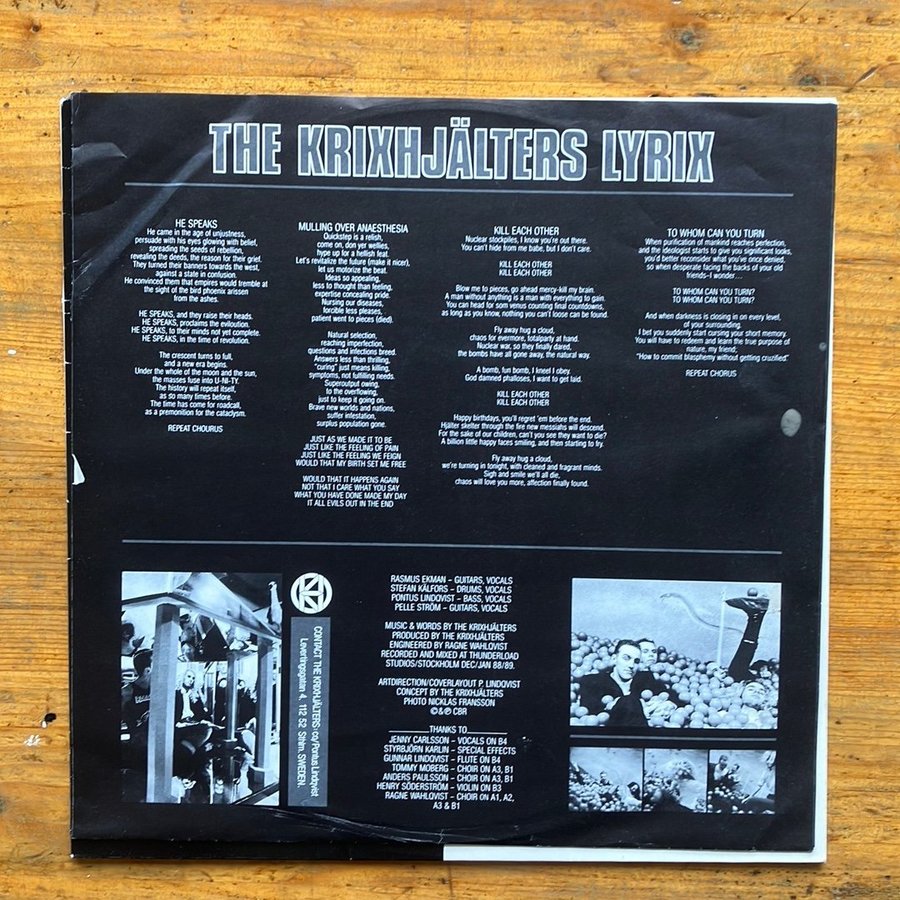 THE KRIXHJÄLTERS LYRIX
HE SPEAKS
He came in the age of unjustness,
persuade with his eyes glowing with belief,
spreading the seeds of rebellion,
revealing the deeds, the reason for their grief.
They turned their banners towards the west,
against a state in confusion.
He convinced them that empires would tremble at
the sight of the bird phoenix arissen
from the ashes.
HE SPEAKS, and they raise their heads.
HE SPEAKS, proclaims the evoloution.
HE SPEAKS, to their minds not yet complete.
HE SPEAKS, in the time of revolution.
The crescent turns to full,
and a new era begins.
Under the whole of the moon and the sun,
the masses fuse into U-NI-TY.
The history will repeat itself,
as so many times before.
The time has come for roadcall,
as a premonition for the cataclysm.
REPEAT CHOURUS
MULLING OVER ANAESTHESIA
Quickstep is a relish,
come on, don yer wellies,
hype up for a hellish feat.
Let's revitalize the future (make it nicer),
let us motorize the beat.
Ideas so appealing,
less to thought than feeling,
expertise concealing pride.
Nursing our diseases,
forcible less pleases,
patient went to pieces (died).
Natural selection,
reaching imperfection,
questions and infections breed.
Answers less than thrilling,
"curing" just means killing,
symptoms, not fulfilling needs.
Superoutput owing,
to the overflowing,
just to keep it going on.
Brave new worlds and nations,
suffer infestation,
surplus population gone.
JUST AS WE MADE IT TO BE
JUST LIKE THE FEELING OF PAIN
JUST LIKE THE FEELING WE FEIGN
WOULD THAT MY BIRTH SET ME FREE
WOULD THAT IT HAPPENS AGAIN
NOT THAT I CARE WHAT YOU SAY
WHAT YOU HAVE DONE MADE MY DAY
IT ALL EVILS OUT IN THE END
KILL EACH OTHER
Nuclear stockpiles, I know you're out there.
You can't hide from me babe, but I don't care.
KILL EACH OTHER
KILL EACH OTHER
Blow me to pieces, go ahead mercy-kill my brain.
A man without anything is a man with everything to gain.
You can hear for som venus counting final countdowns,
as long as you know, nothing you can't loose can be found.
Fly away hug a cloud,
chaos for evermore, totalparty at hand.
Nuclear war, so they finally dared,
the bombs have all gone away, the natural way.
A bomb, fun bomb, I kneel I obey.
God damned phalloses, I want to get laid.
KILL EACH OTHER
KILL EACH OTHER
Happy birthdays, you'll regret 'em before the end.
Hjälter skelter through the fire new messiahs will descend.
For the sake of our children, can't you see they want to die?
A billion little happy faces smiling, and then starting to fry.
Fly away hug a cloud,
we're turning in tonight, with cleaned and fragrant minds.
Sigh and smile we'll all die,
chaos will love you more, affection finally found.
TO WHOM CAN YOU TURN
When purification of mankind reaches perfection,
and the ideologist starts to give you significant looks,
you'd better reconsider what you've once denied,
so when desperate facing the backs of your old
friends–I wonder…
TO WHOM CAN YOU TURN?
TO WHOM CAN YOU TURN?
And when darkness is closing in on every level,
of your surrounding.
I bet you suddenly start cursing your short memory.
You will have to redeem and learn the true purpose of
nature, my friend;
"How to commit blasphemy without getting crucified."
REPEAT CHORUS
CONTACT THE KRIXHJÄLTERS: co/Pontus Lindqvist
Levertinsgatan 4, 112 52 Sthlm, SWEDEN.
RASMUS EKMAN – GUITARS, VOCALS
STEFAN KÄLFORS – DRUMS, VOCALS
PONTUS LINDQVIST – BASS, VOCALS
PELLE STRÖM – GUITARS, VOCALS
MUSIC & WORDS BY THE KRIXHJÄLTERS
PRODUCED BY THE KRIXHJÄLTERS
ENGINEERED BY RAGNE WAHLQVIST
RECORDED AND MIXED AT THUNDERLOAD
STUDIOS/STOCKHOLM DEC/JAN 88/89.
ARTDIRECTION/COVERLAYOUT P. LINDQVIST
CONCEPT BY THE KRIXHJÄLTERS
PHOTO NICKLAS FRANSSON
©&℗ CBR
THANKS TO
JENNY CARLSSON – VOCALS ON B4
STYRBJÖRN KARLIN – SPECIAL EFFECTS
GUNNAR LINDQVIST – FLUTE ON B4
TOMMY MOBERG – CHOIR ON A3, B1
ANDERS PAULSSON – CHOIR ON A3, B1
HENRY SÖDERSTRÖM – VIOLIN ON B3
RAGNE WAHLQVIST – CHOIR ON A1, A2,
A3 & B1